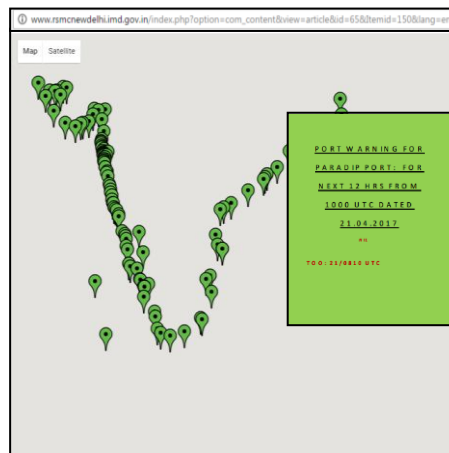 www.rsmcnewdelhi.imd.gov.in/index.php?option=com_content&view=article&id=65&Itemid=150&lang=en
Map Satellite
PORT WARNING FOR
PARADIP PORT: FOR
NEXT 12 HRS FROM
1000 UTC DATED
21.04.2017
TOO: 21/0810 UTC